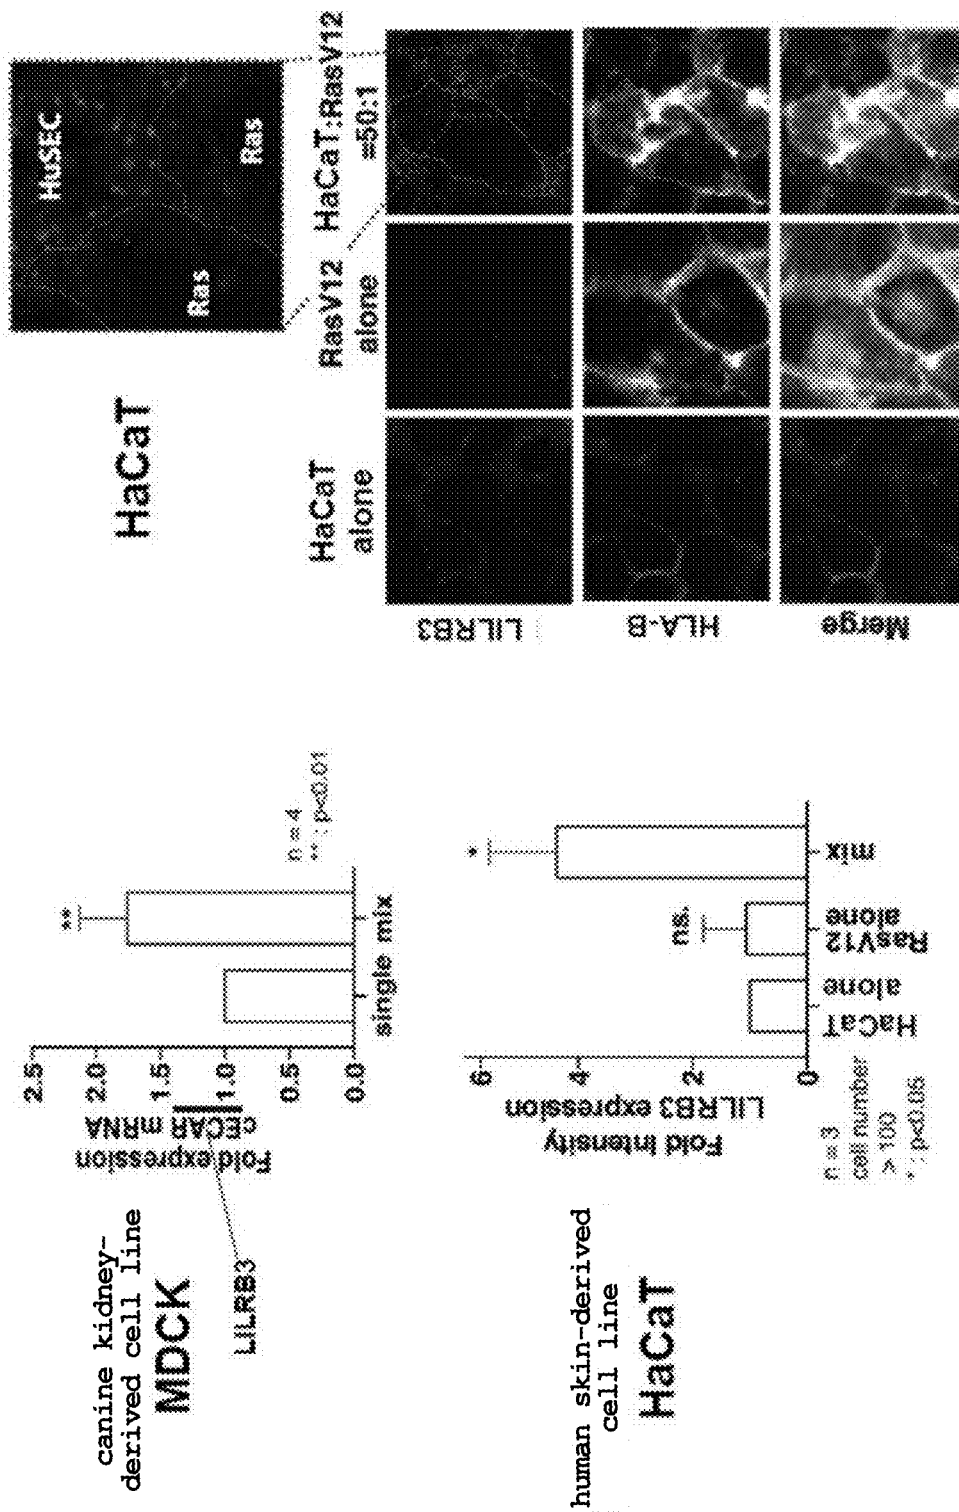 canine kidney-
derived cell line
MDCK
LILRB3
Fold expression
cECAR mRNA
2.5
2.0
1.5
1.0
0.5
0.0
single mix
**
n = 4
** : p<0.01
human skin-derived
cell line
HaCaT
Fold Intensity
LILRB3 expression
6
4
2
0
HaCaT
alone
RasV12
alone
mix
ns.
*
n = 3
cell number
> 100
* : p<0.05
HaCaT
HuSEC
Ras
Ras
HaCaT
alone
RasV12
alone
HaCaT:RasV12
=50:1
LILRB3
HLA-B
Merge